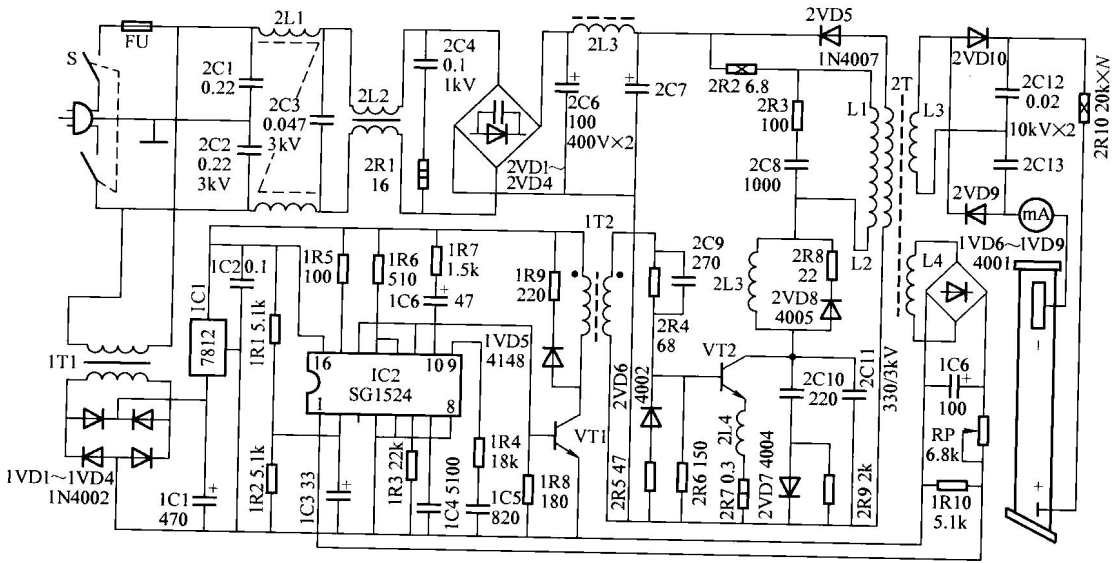 FU
S
2L1
2C1
0.22
2C2
0.22
3kV
2C3
0.047
3kV
2L2
2R1
16
2C4
0.1
1kV
2VD1～
2VD4
2L3
2C6
100
400V×2
2C7
2R2 6.8
2VD5
1N4007
2R3
100
2C8
1000
L1
L2
2T
L3
L4
2VD10
2C12
0.02
10kV×2
2C13
2VD9
mA
2R10 20k×N
1VD6～1VD9
4001
1C6
100
RP
6.8k
1R10
5.1k
－
+
1T1
1VD1～1VD4
1N4002
1C1
470
IC1
7812
1C2 0.1
1R1 5.1k
1R2 5.1k
1C3 33
1R5
100
1R6
510
1R7
1.5k
1C6
47
16
10
9
IC2
SG1524
1
8
1R3 22k
1C4 5100
1R4
18k
1C5
820
1VD5
4148
1R9
220
VT1
1R8
180
1T2
2C9
270
2R4
68
2VD6
4002
2R5 47
2R6 150
VT2
2L4
2R7 0.3
2VD7 4004
2L3
2R8
22
2VD8
4005
2C10
220
2C11
330/3kV
2R9 2k